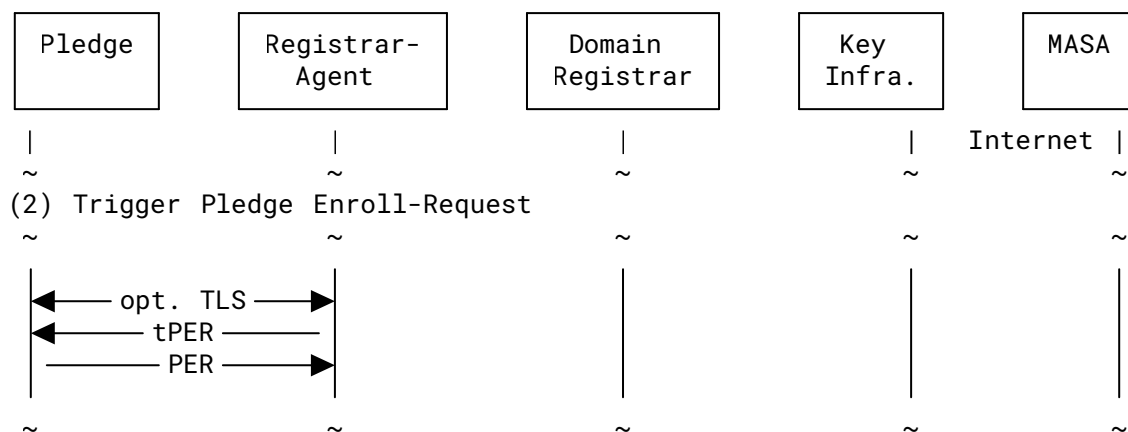 Pledge Registrar- Domain Key MASA
Agent Registrar Infra.
| | | | Internet |
~ ~ ~ ~ ~
(2) Trigger Pledge Enroll-Request
~ ~ ~ ~ ~
opt. TLS
tPER
PER
~ ~ ~ ~ ~